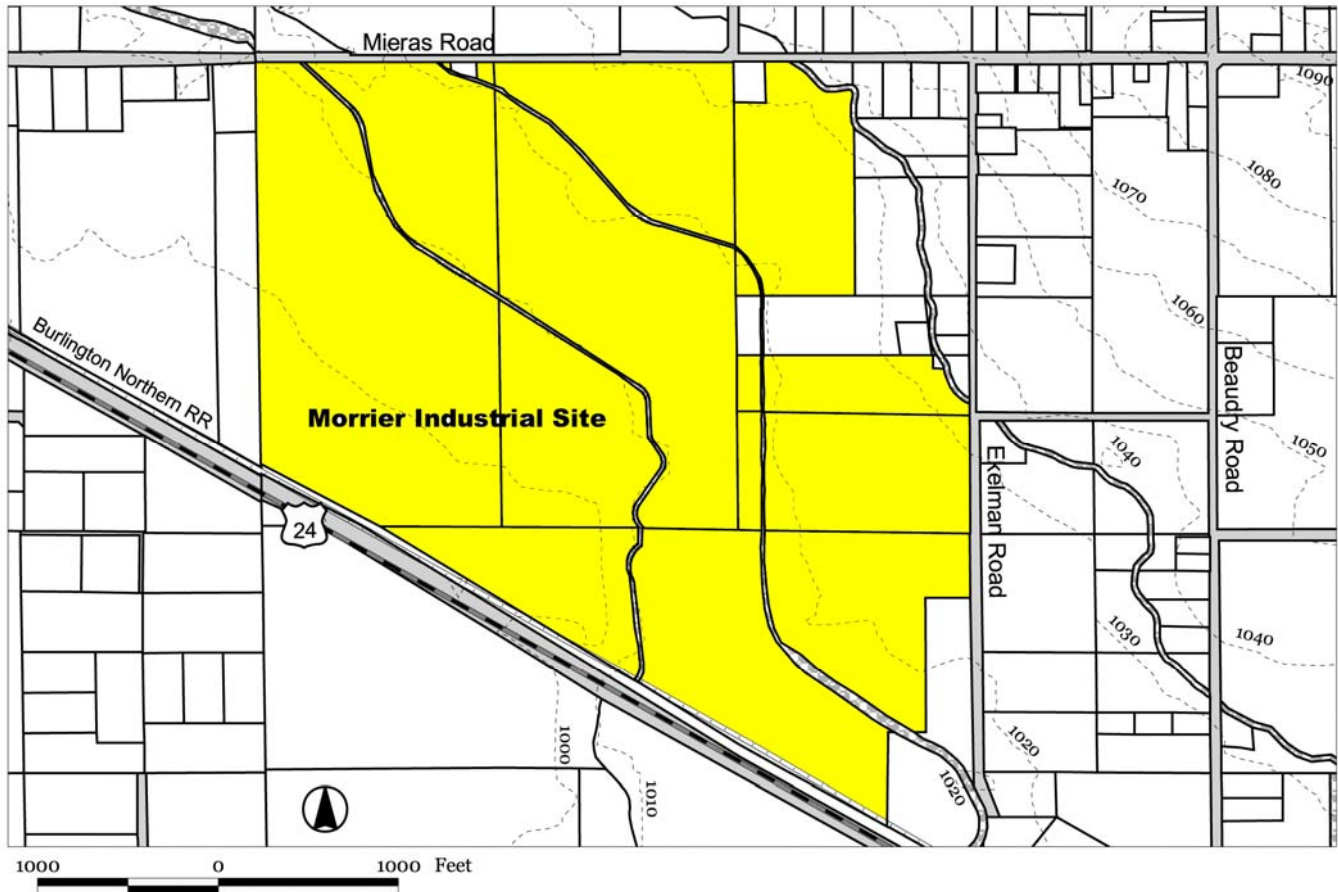 Mieras Road
1090
1080
1070
1060
Burlington Northern RR
Beaudry Road
Morrier Industrial Site
1050
1040
Ekelman Road
24
1030
1040
1020
1000
1010
1020
1000 0 1000 Feet